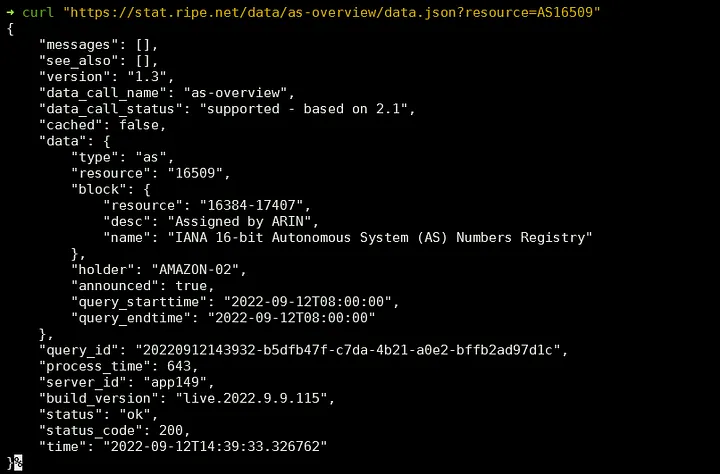 ➜ curl "https://stat.ripe.net/data/as-overview/data.json?resource=AS16509"
{
    "messages": [],
    "see_also": [],
    "version": "1.3",
    "data_call_name": "as-overview",
    "data_call_status": "supported - based on 2.1",
    "cached": false,
    "data": {
        "type": "as",
        "resource": "16509",
        "block": {
            "resource": "16384-17407",
            "desc": "Assigned by ARIN",
            "name": "IANA 16-bit Autonomous System (AS) Numbers Registry"
        },
        "holder": "AMAZON-02",
        "announced": true,
        "query_starttime": "2022-09-12T08:00:00",
        "query_endtime": "2022-09-12T08:00:00"
    },
    "query_id": "20220912143932-b5dfb47f-c7da-4b21-a0e2-bffb2ad97d1c",
    "process_time": 643,
    "server_id": "app149",
    "build_version": "live.2022.9.9.115",
    "status": "ok",
    "status_code": 200,
    "time": "2022-09-12T14:39:33.326762"
}%